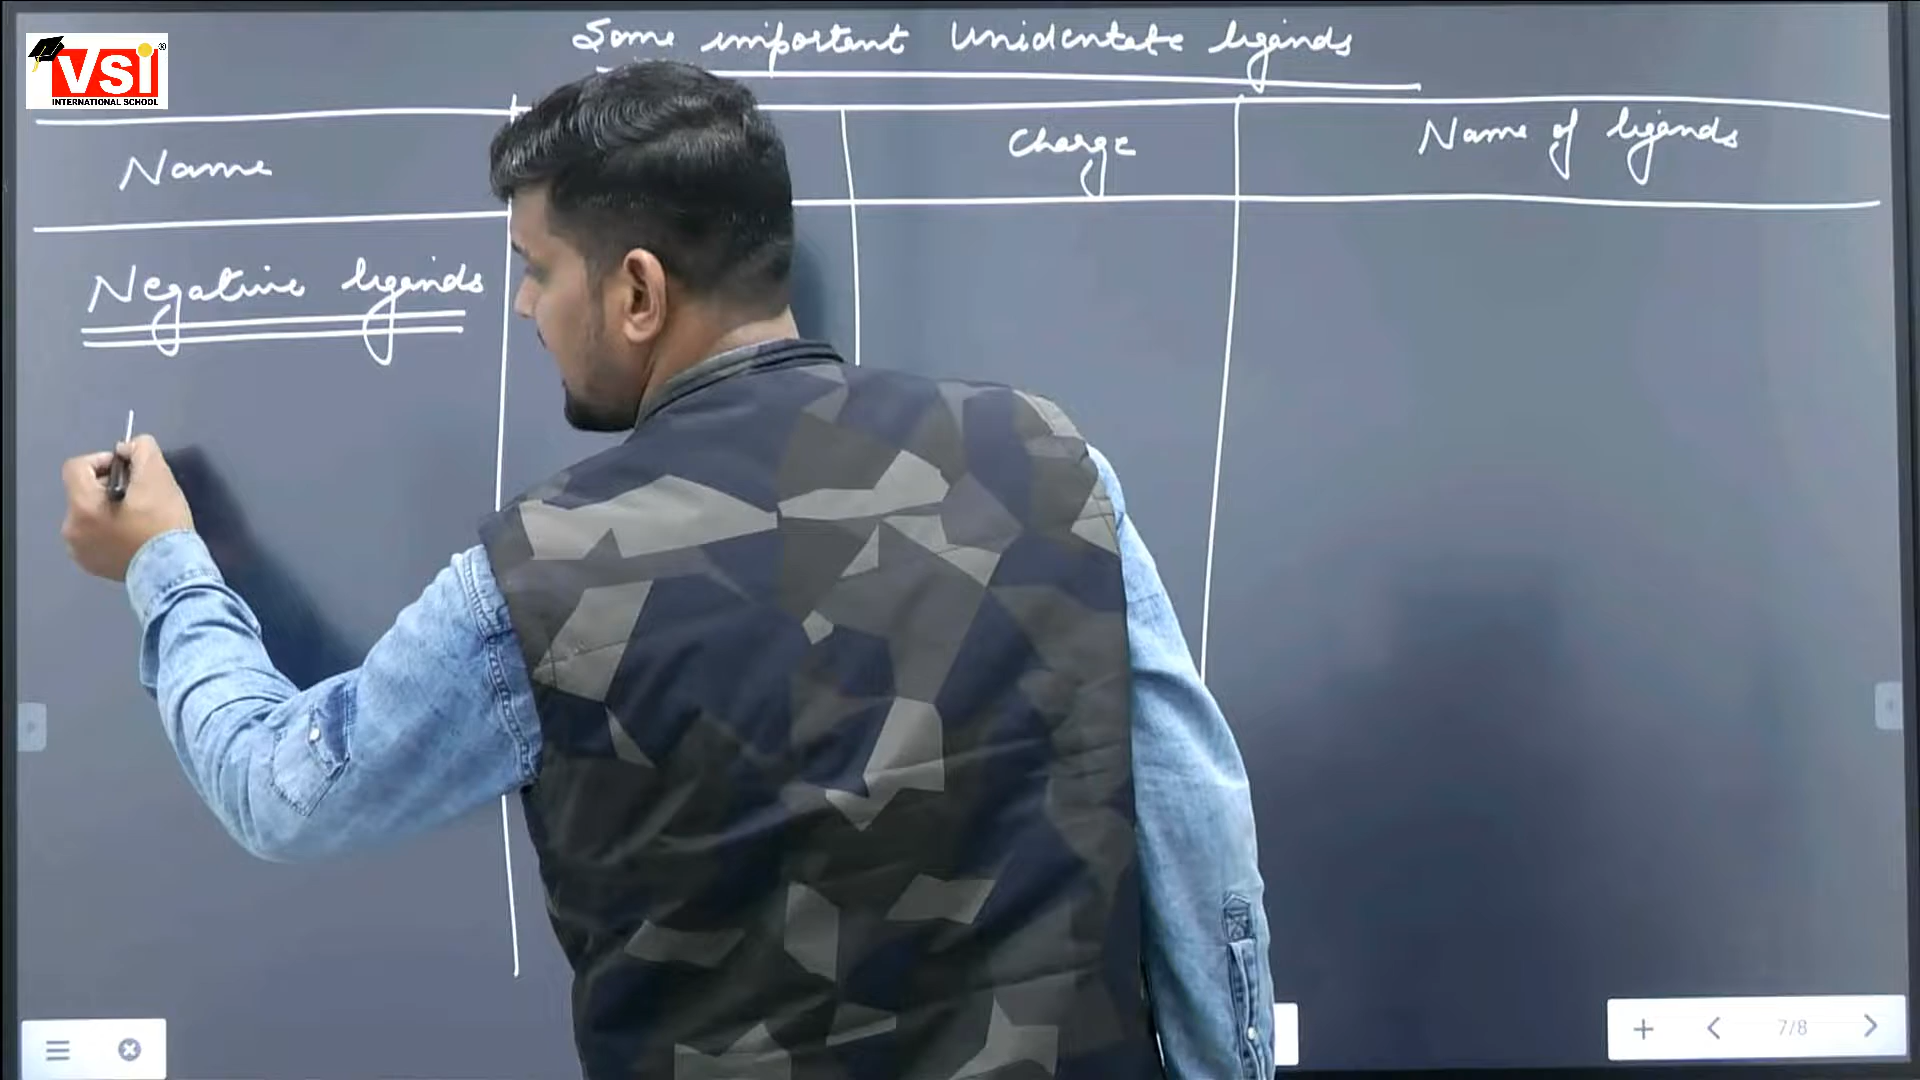 VSI
INTERNATIONAL SCHOOL
Some important Unidentate ligands
Name
Charge
Name of ligands
Negative ligands
7/8